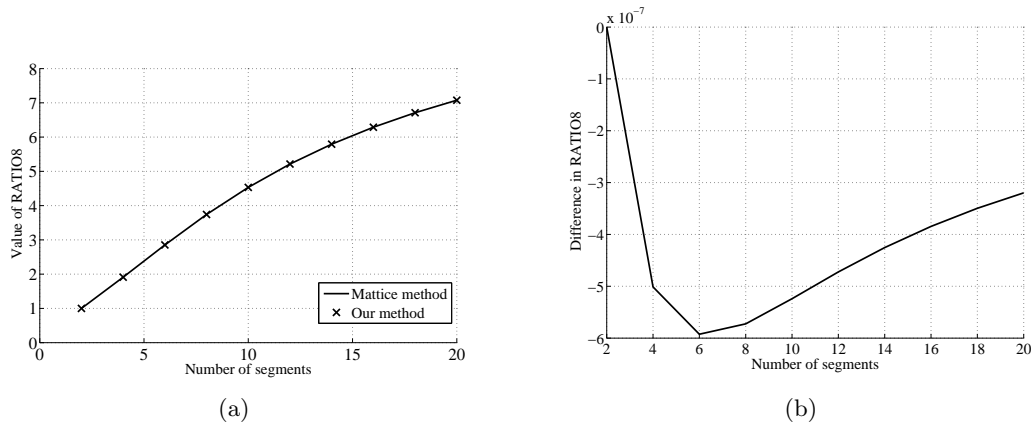 8
7
6
5
4
3
2
1
0
Value of RATIO8
0 5 10 15 20
Number of segments
Mattice method
Our method
(a)
x 10⁻⁷
0
−1
−2
−3
−4
−5
−6
Difference in RATIO8
2 4 6 8 10 12 14 16 18 20
Number of segments
(b)